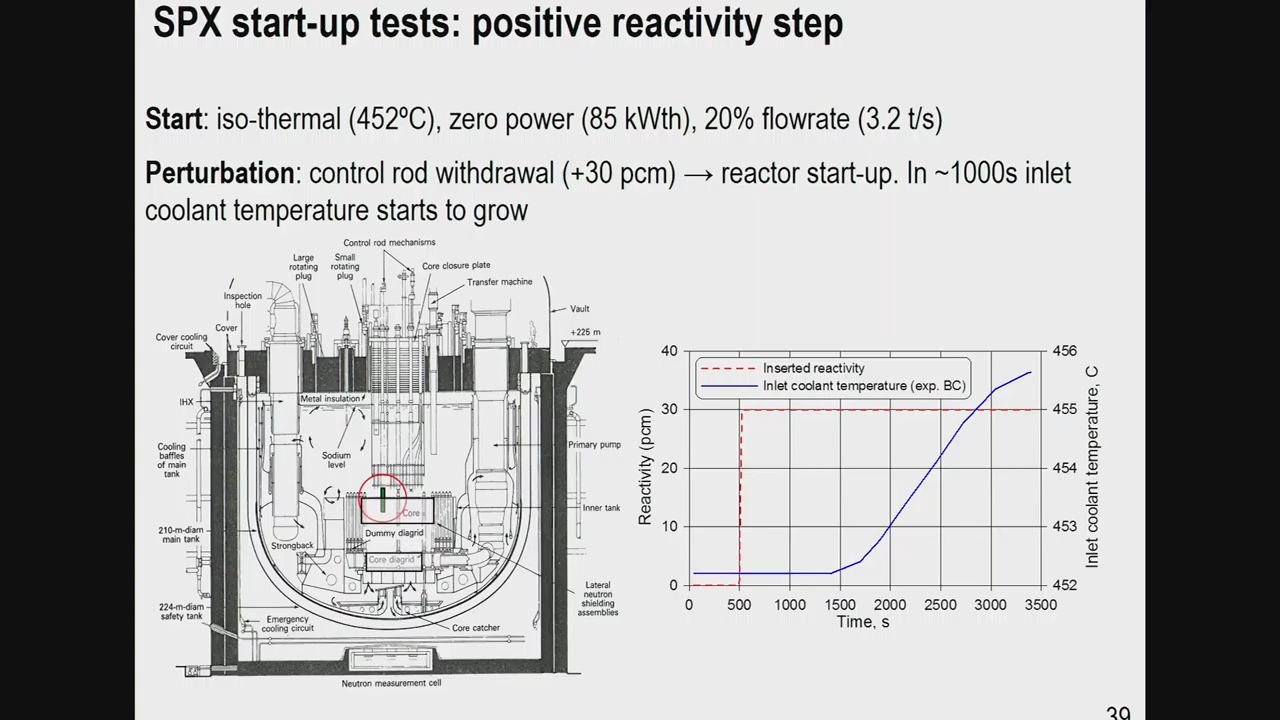 SPX start-up tests: positive reactivity step
Start: iso-thermal (452ºC), zero power (85 kWth), 20% flowrate (3.2 t/s)
Perturbation: control rod withdrawal (+30 pcm) → reactor start-up. In ~1000s inlet
coolant temperature starts to grow
Control rod mechanisms
Large
rotating
plug
Small
rotating
plug
Core closure plate
Transfer machine
Inspection
hole
Vault
Cover
+225 m
Cover cooling
circuit
IHX
Metal insulation
Cooling
baffles
of main
tank
Sodium
level
Primary pump
Core
Inner tank
Dummy diagrid
210-m-diam
main tank
Strongback
Core diagrid
Lateral
neutron
shielding
assemblies
224-m-diam
safety tank
Emergency
cooling circuit
Core catcher
Neutron measurement cell
Inserted reactivity
Inlet coolant temperature (exp. BC)
Reactivity (pcm)
40
30
20
10
0
456
455
454
453
452
Inlet coolant temperature, C
0 500 1000 1500 2000 2500 3000 3500
Time, s
39